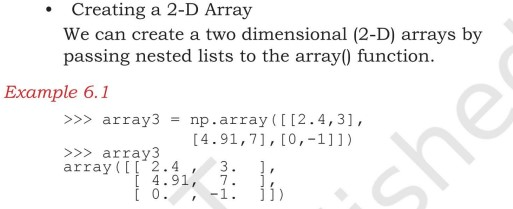 • Creating a 2-D Array
We can create a two dimensional (2-D) arrays by
passing nested lists to the array() function.
Example 6.1
>>> array3 = np.array([[2.4,3],
[4.91,7],[0,-1]])
>>> array3
array([[ 2.4 , 3. ],
[ 4.91, 7. ],
[ 0. , -1. ]])